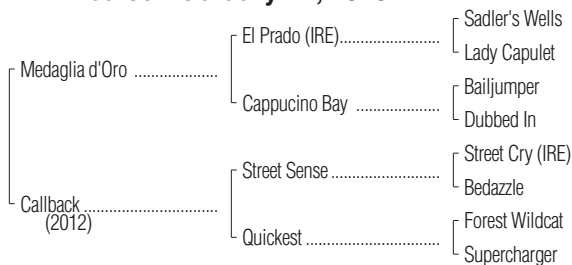 Sadler's Wells
El Prado (IRE)....................
Lady Capulet
Medaglia d'Oro ....................
Bailjumper
Cappucino Bay ....................
Dubbed In
Street Cry (IRE)
Street Sense ..........................
Bedazzle
Callback ................................
(2012)
Forest Wildcat
Quickest ................................
Supercharger